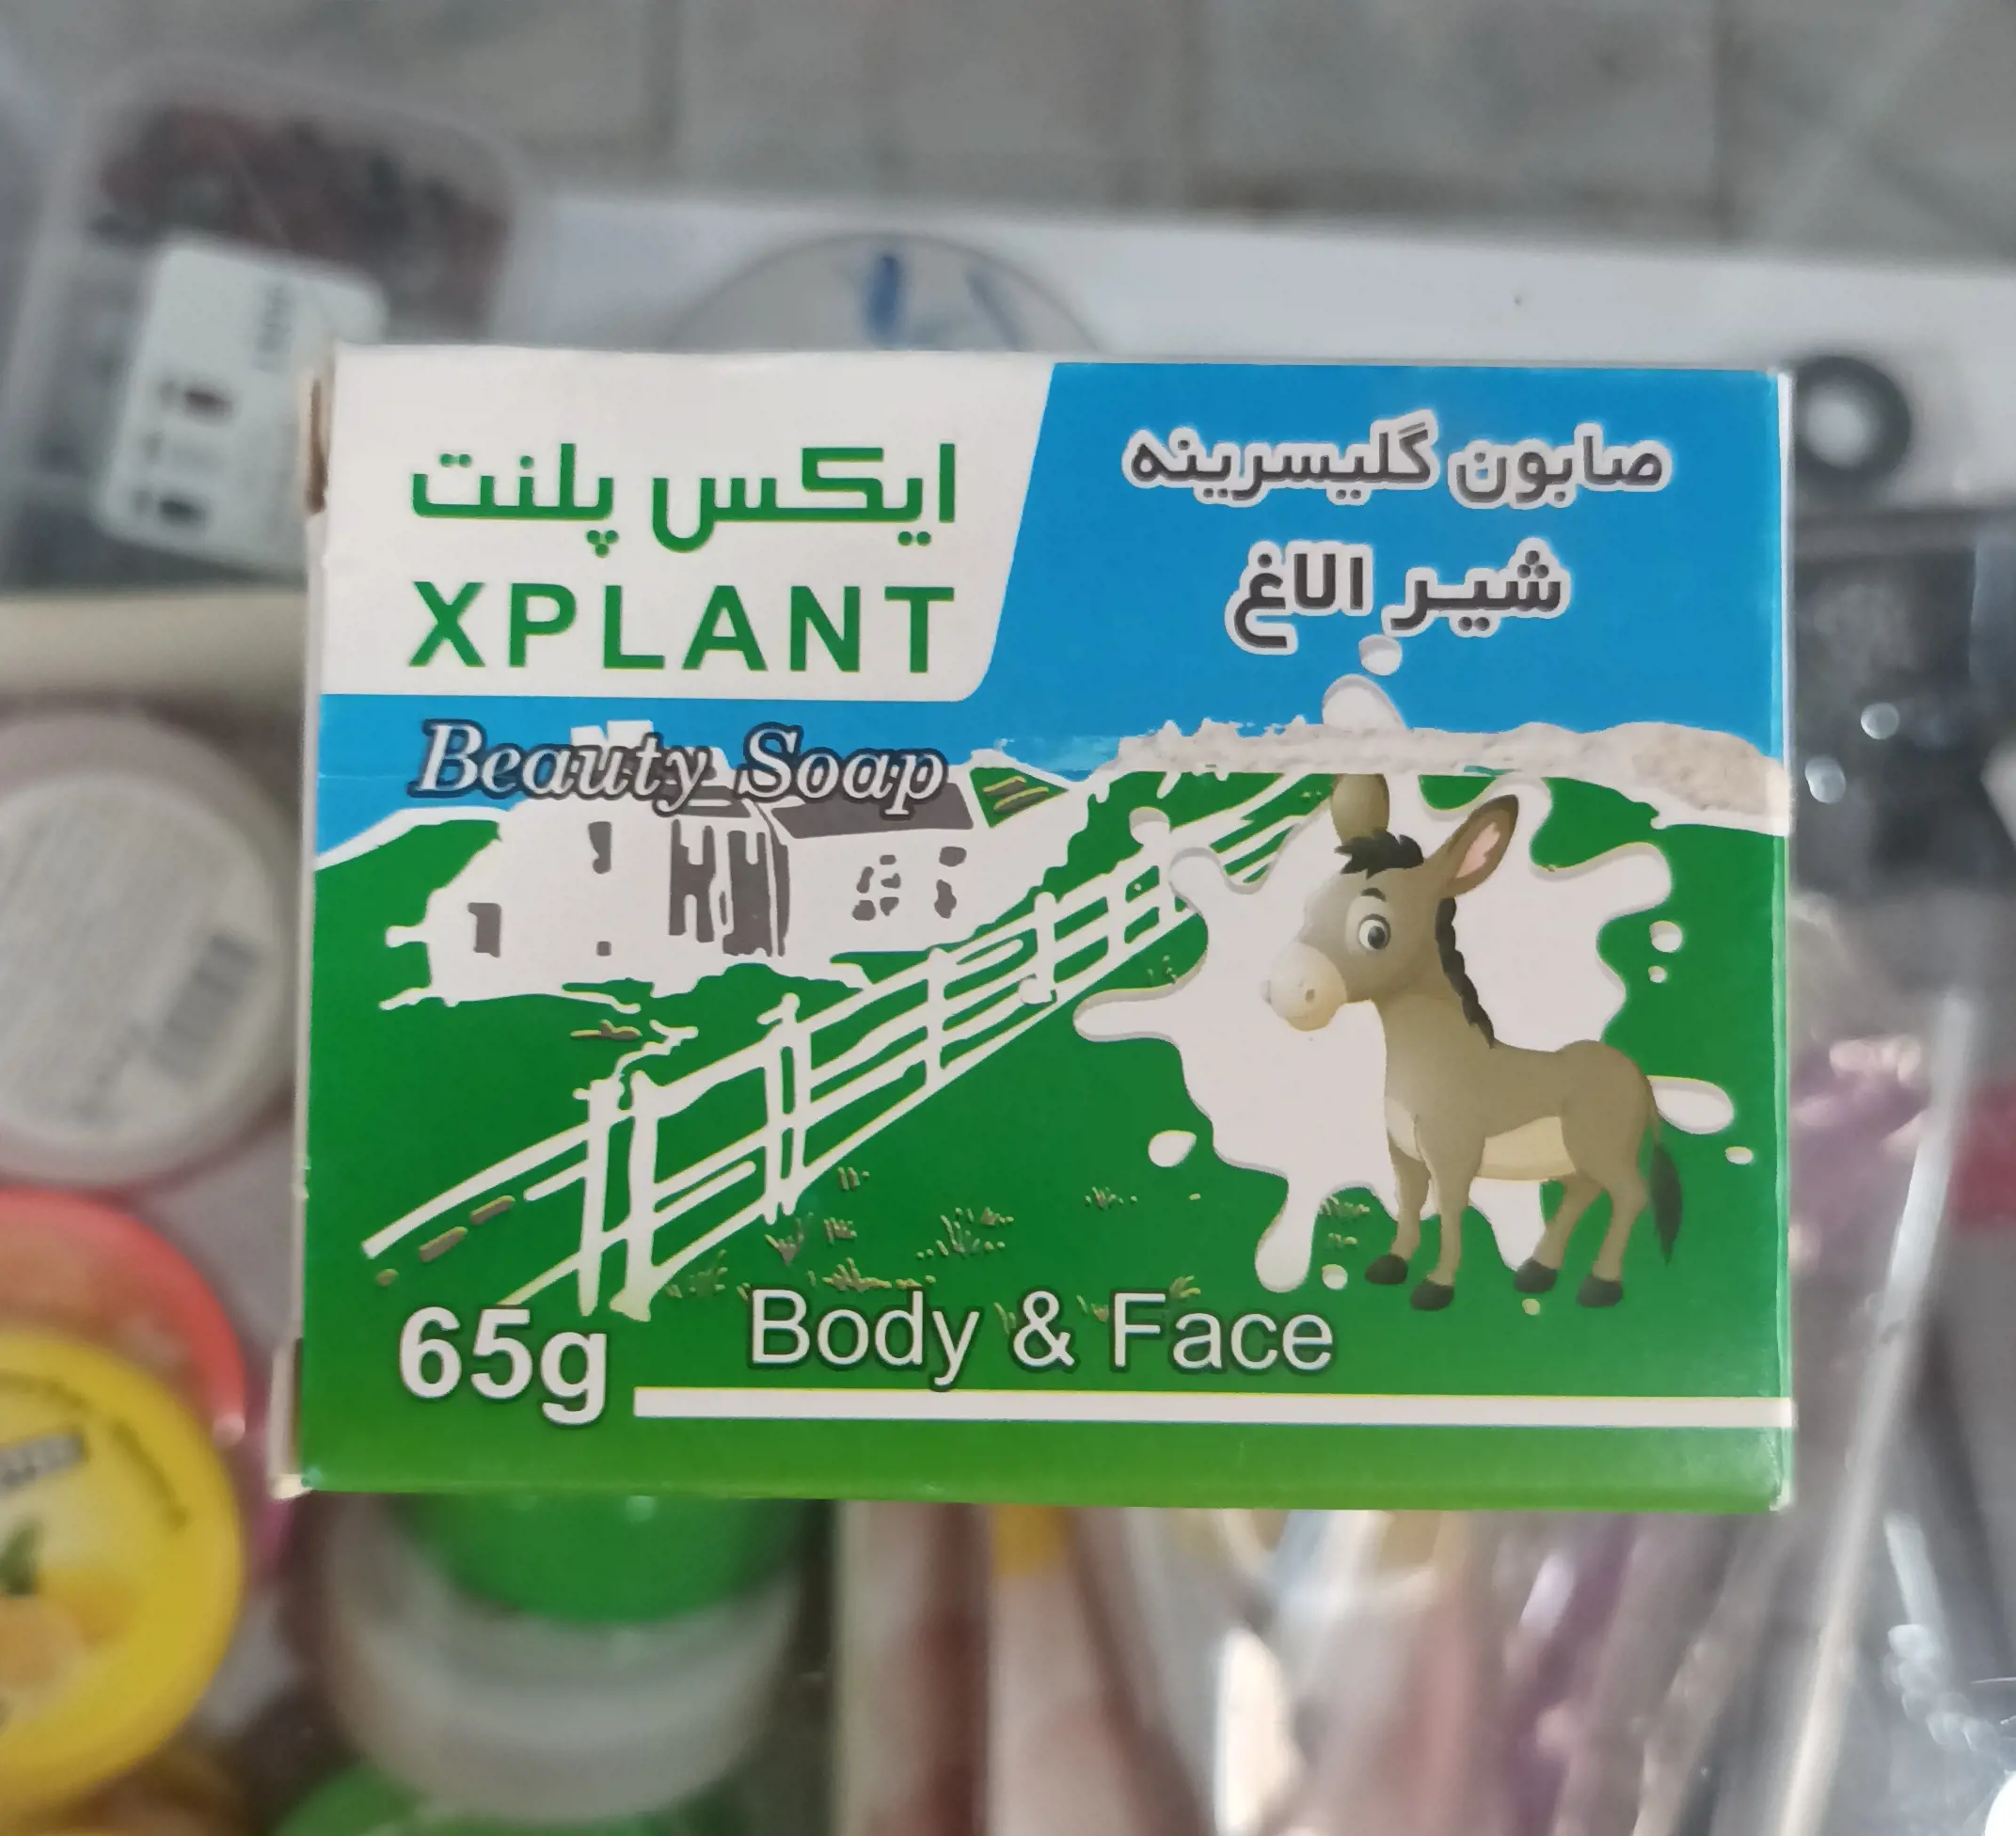 ایکس پلنت
XPLANT
صابون گلیسرینه
شیر الاغ
Beauty Soap
65g
Body & Face